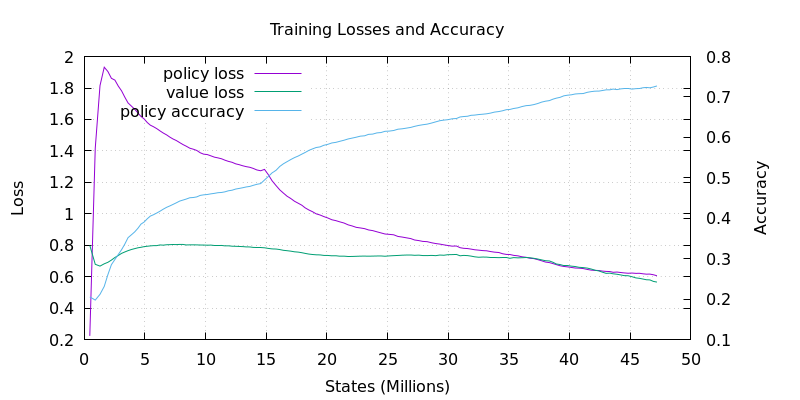 Training Losses and Accuracy
policy loss
value loss
policy accuracy
2
1.8
1.6
1.4
1.2
1
0.8
0.6
0.4
0.2
Loss
0.8
0.7
0.6
0.5
0.4
0.3
0.2
0.1
Accuracy
0 5 10 15 20 25 30 35 40 45 50
States (Millions)